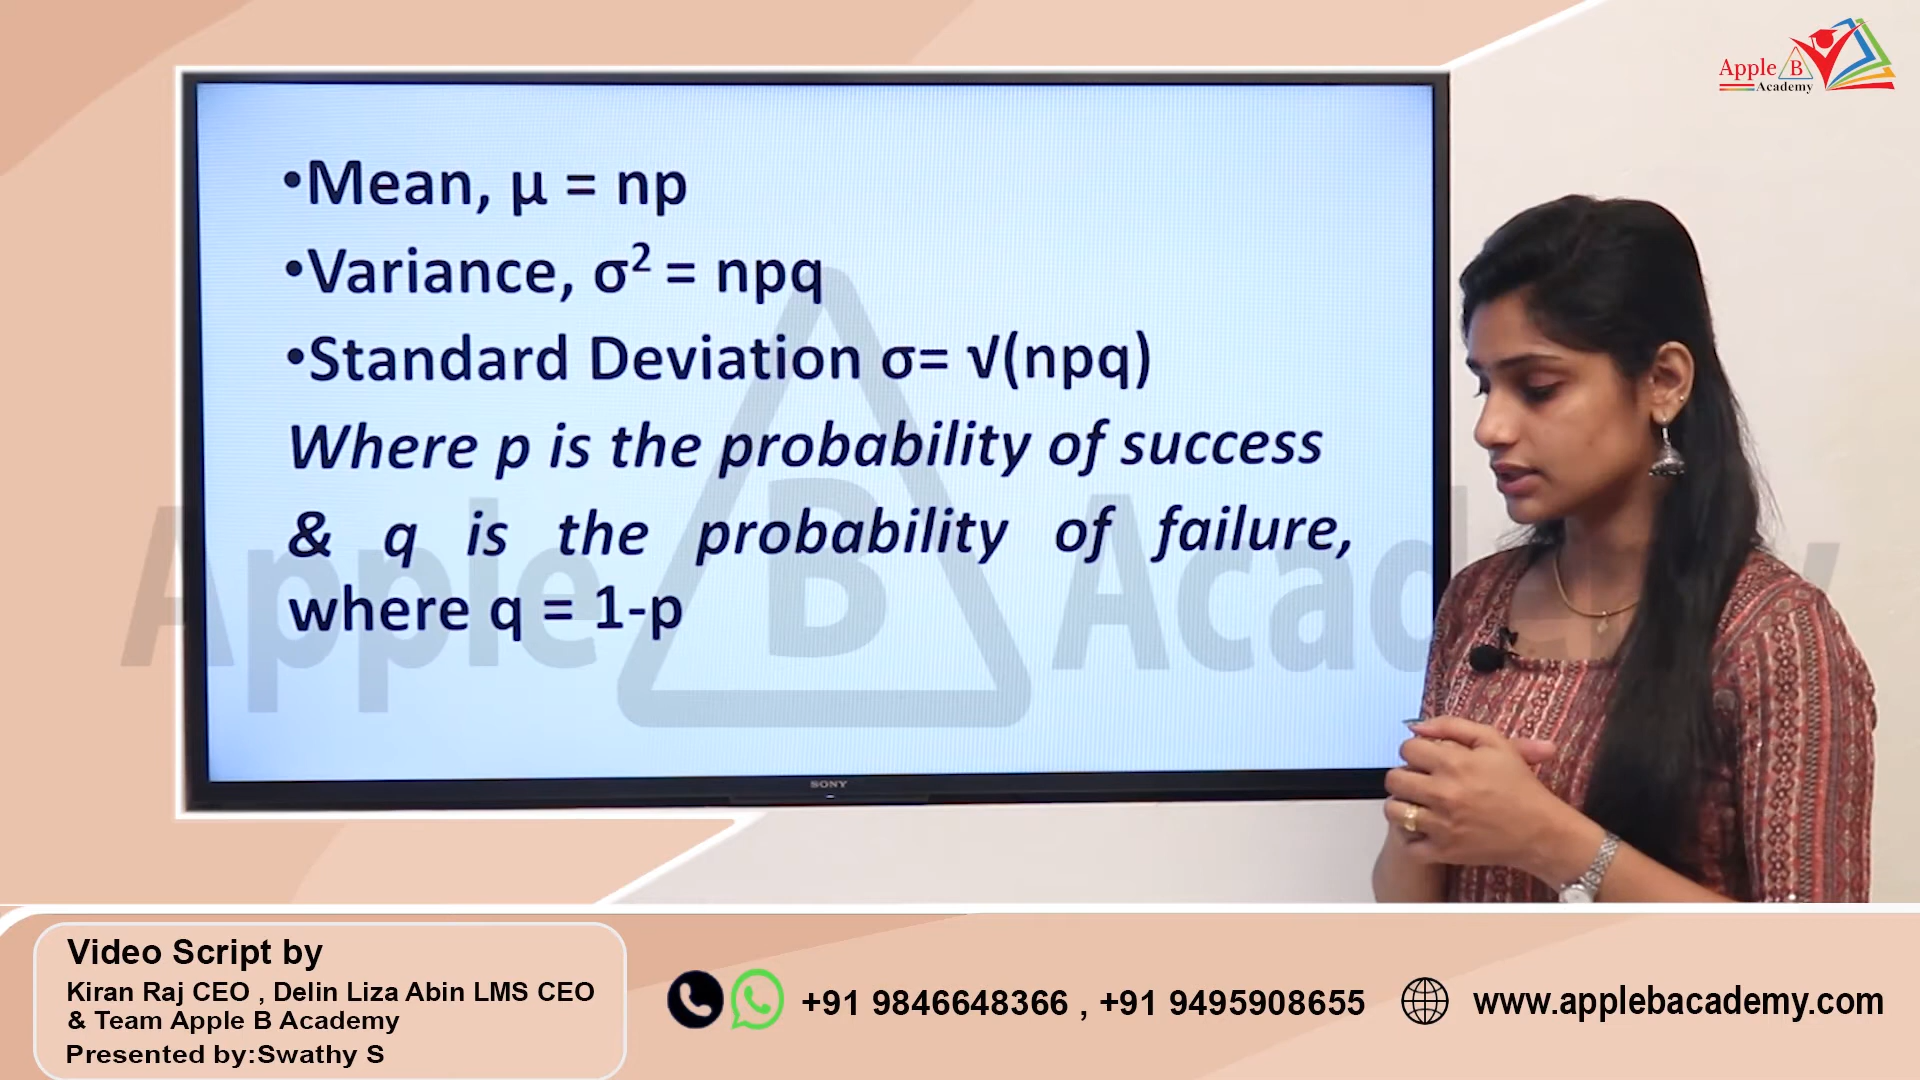 Apple B
Academy
•Mean, μ = np
•Variance, σ² = npq
•Standard Deviation σ= √(npq)
Where p is the probability of success
& q is the probability of failure,
where q = 1-p
Apple B Academy
SONY
Video Script by
Kiran Raj CEO , Delin Liza Abin LMS CEO
& Team Apple B Academy
Presented by:Swathy S
+91 9846648366 , +91 9495908655
www.applebacademy.com